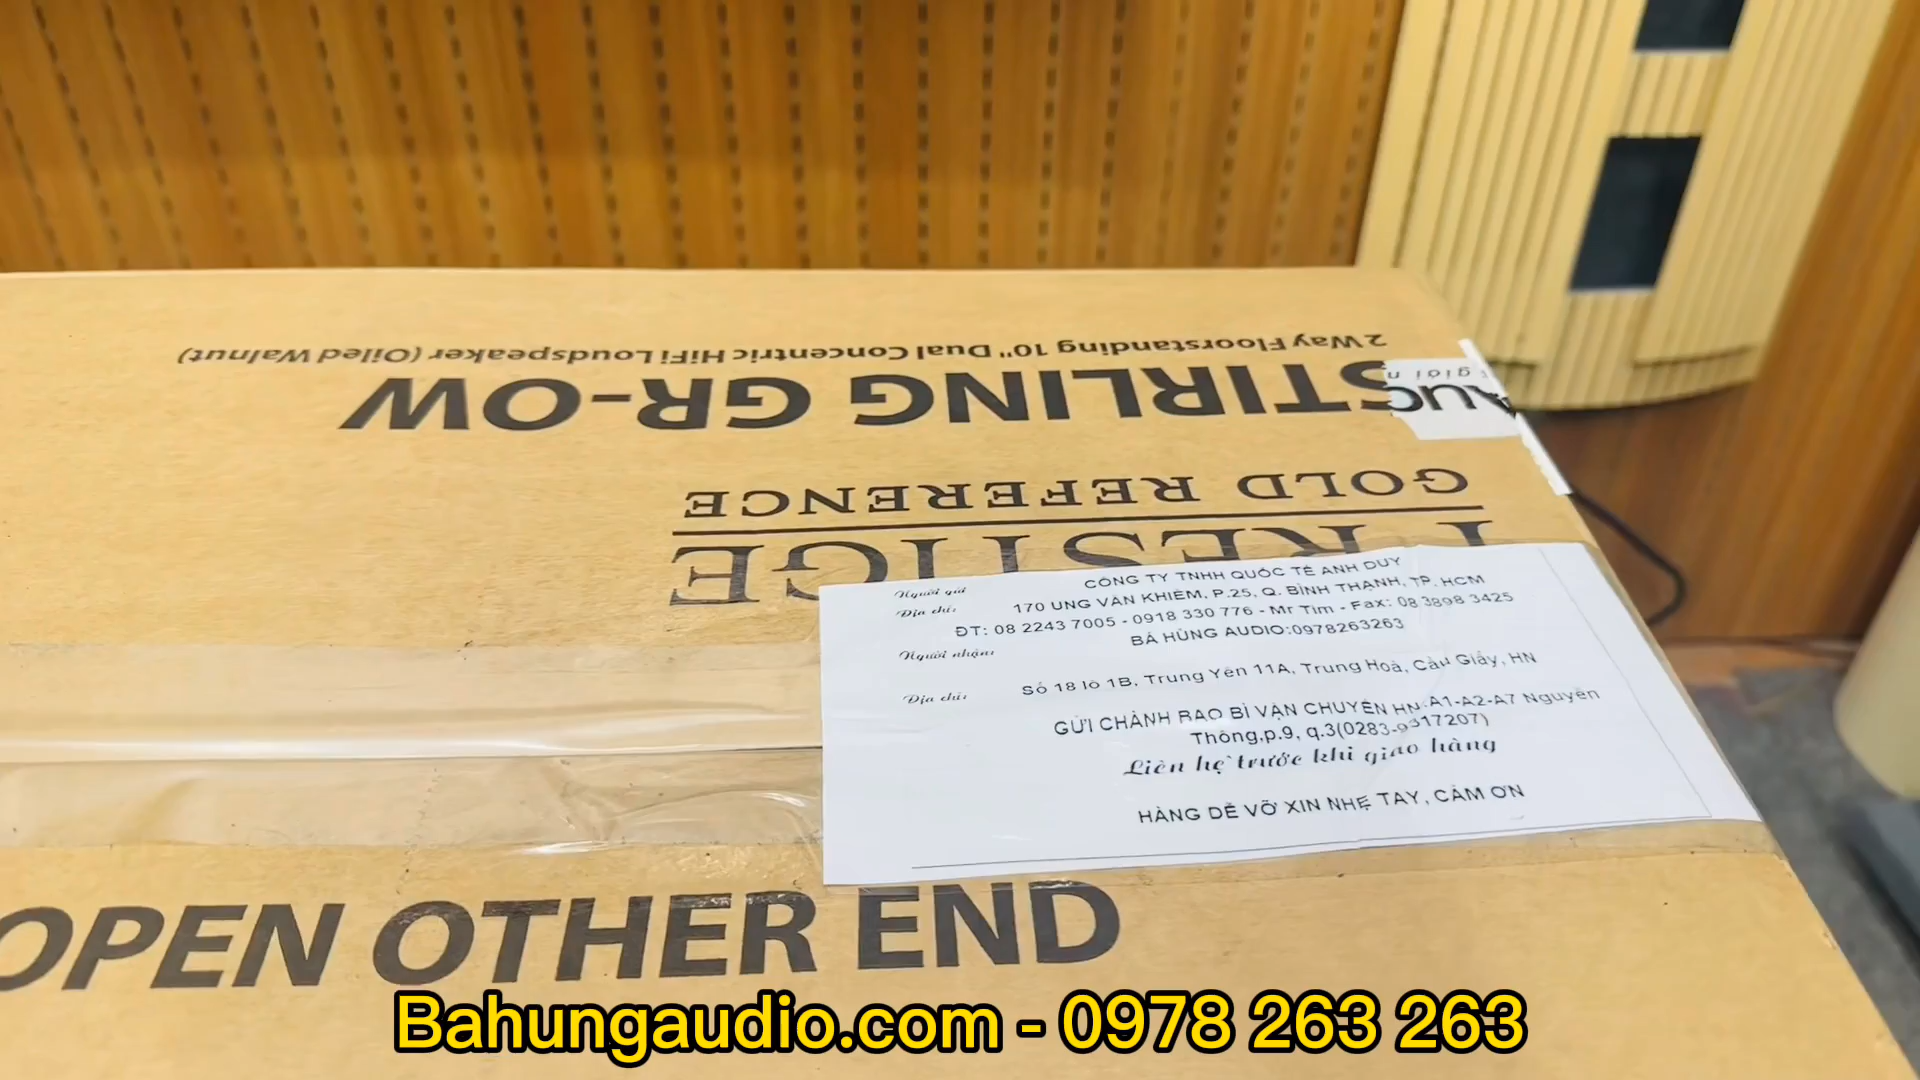 2 Way Floorstanding 10" Dual Concentric HiFi Loudspeaker (Oiled Walnut)
STIRLING GR-OW
GOLD REFERENCE
PRESTIGE
Người gửi CÔNG TY TNHH QUỐC TẾ ANH DUY
Địa chỉ: 170 UNG VĂN KHIÊM, P.25, Q. BÌNH THẠNH, TP. HCM
ĐT: 08 2243 7005 - 0918 330 776 - Mr Tim - Fax: 08 3898 3425
Người nhận: BÁ HÙNG AUDIO:0978263263
Địa chỉ: Số 18 lô 1B, Trung Yên 11A, Trung Hoà, Cầu Giấy, HN
GỬI CHÀNH RAO BÌ VẬN CHUYỂN HN-A1-A2-A7 Nguyễn
Thông,p.9, q.3(0283-9317207)
Liên hệ trước khi giao hàng
HÀNG DỄ VỠ XIN NHẸ TAY, CẢM ƠN
OPEN OTHER END
Bahungaudio.com - 0978 263 263